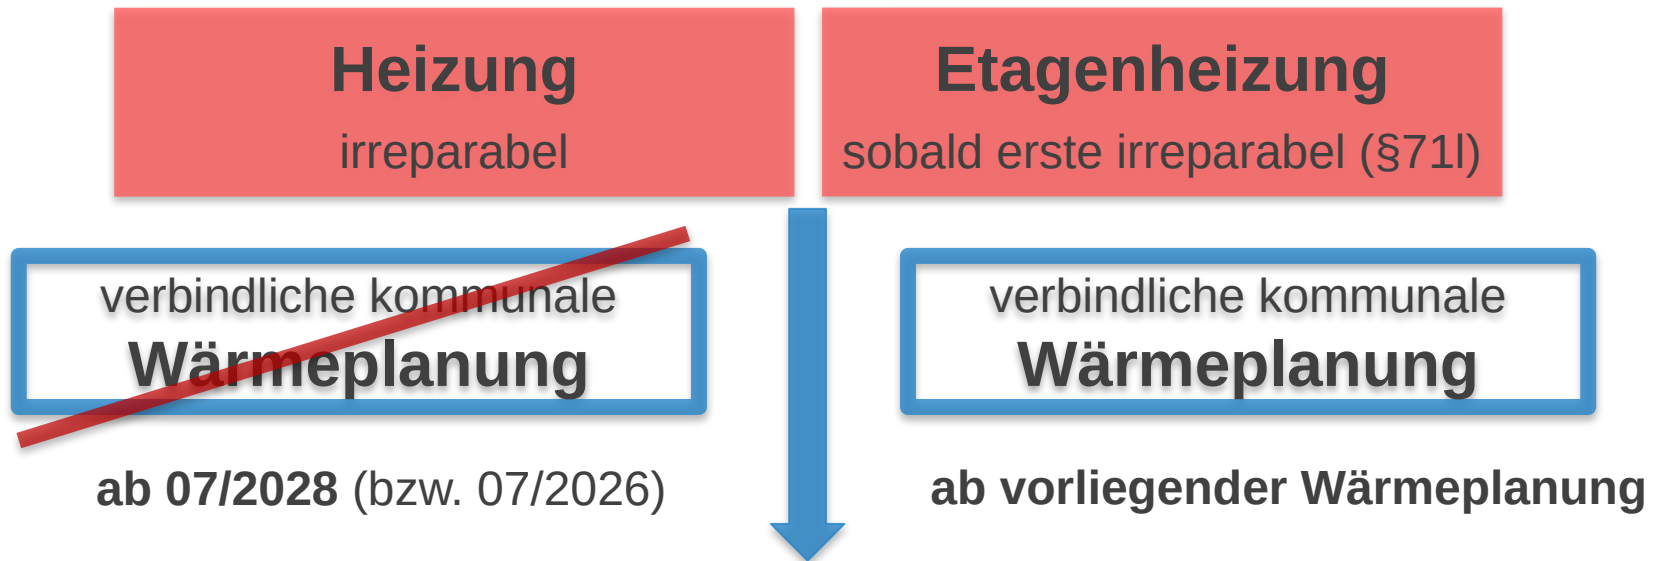 Heizung
irreparabel
Etagenheizung
sobald erste irreparabel (§71l)
verbindliche kommunale
Wärmeplanung
ab 07/2028 (bzw. 07/2026)
verbindliche kommunale
Wärmeplanung
ab vorliegender Wärmeplanung